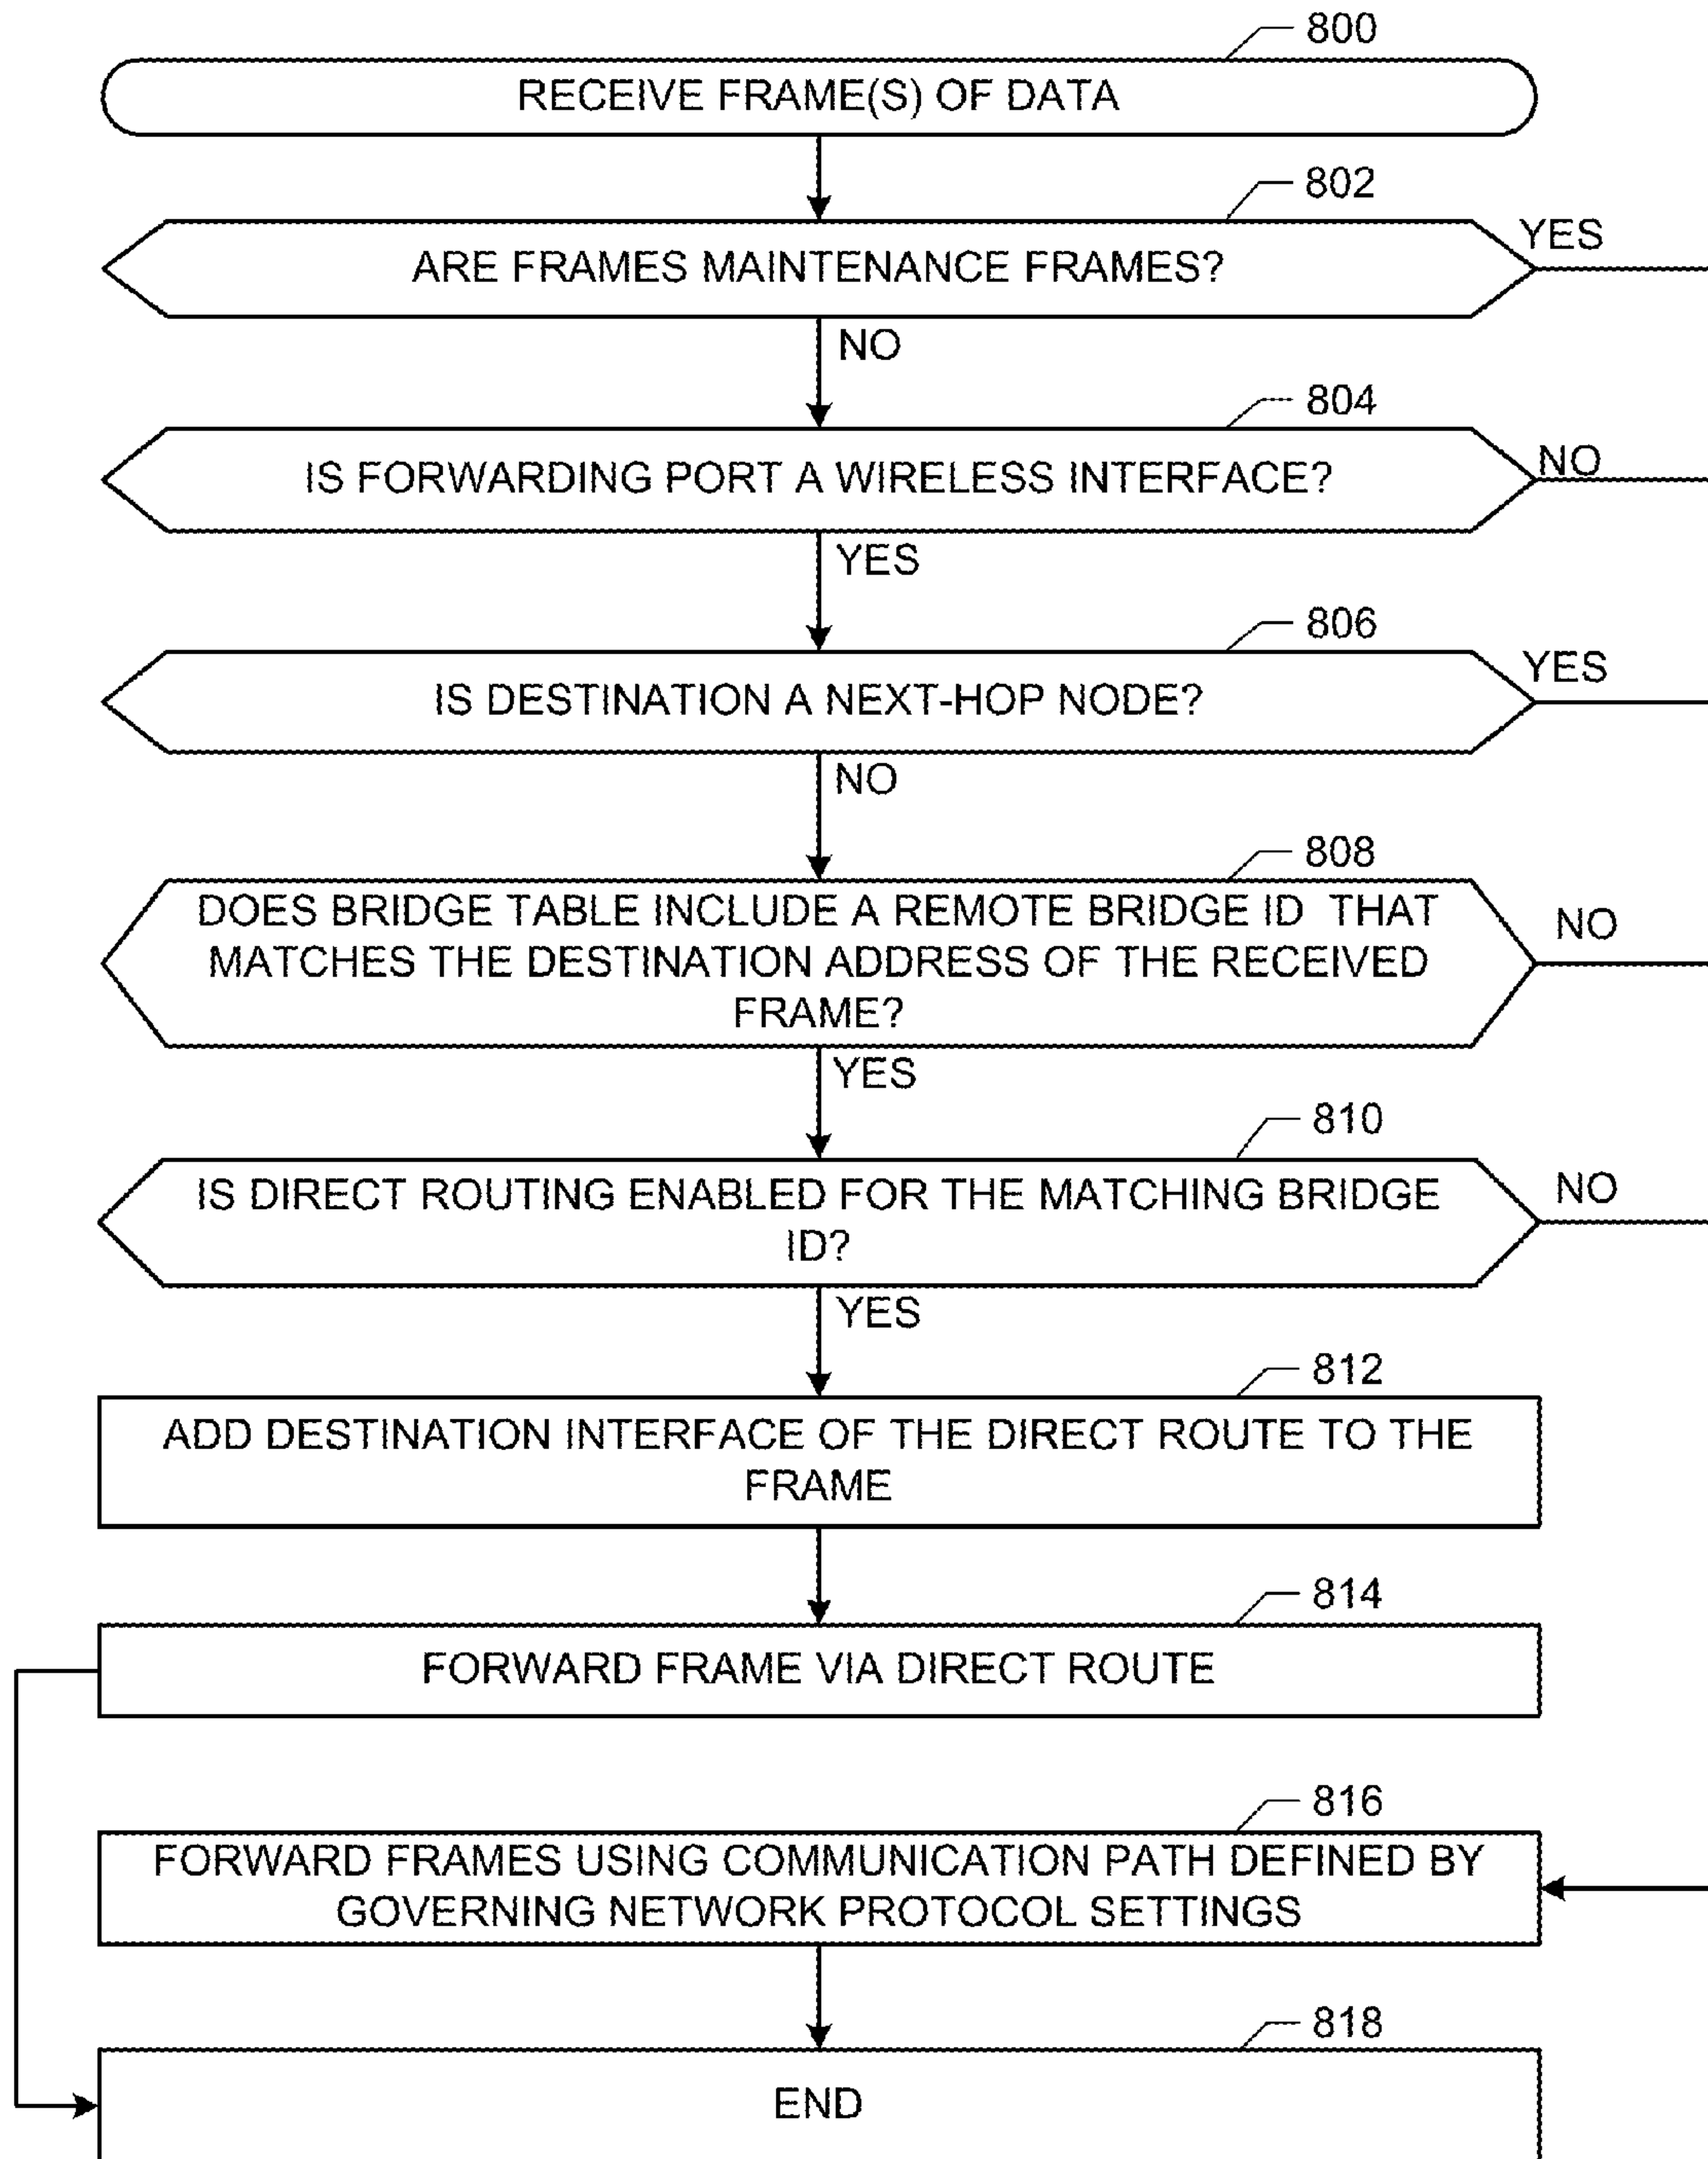 800
RECEIVE FRAME(S) OF DATA
802
ARE FRAMES MAINTENANCE FRAMES?
YES
NO
804
IS FORWARDING PORT A WIRELESS INTERFACE?
NO
YES
806
IS DESTINATION A NEXT-HOP NODE?
YES
NO
808
DOES BRIDGE TABLE INCLUDE A REMOTE BRIDGE ID THAT
MATCHES THE DESTINATION ADDRESS OF THE RECEIVED
FRAME?
NO
YES
810
IS DIRECT ROUTING ENABLED FOR THE MATCHING BRIDGE
ID?
NO
YES
812
ADD DESTINATION INTERFACE OF THE DIRECT ROUTE TO THE
FRAME
814
FORWARD FRAME VIA DIRECT ROUTE
816
FORWARD FRAMES USING COMMUNICATION PATH DEFINED BY
GOVERNING NETWORK PROTOCOL SETTINGS
818
END